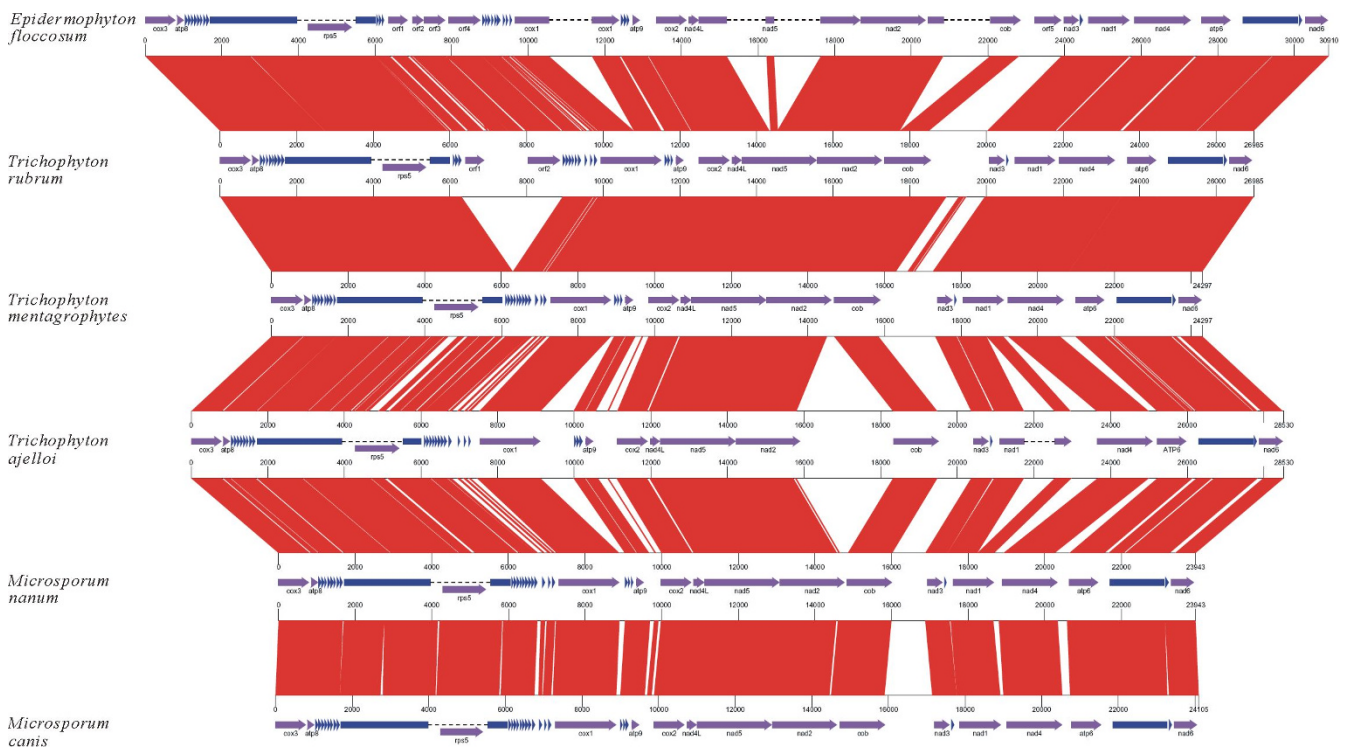 Epidermophyton
floccosum
cox3 atp8 rps5 orf1 orf2 orf3 orf4 cox1 cox1 atp9 cox2 nad4L nad5 nad2 cob orf5 nad3 nad1 nad4 atp6 nad6
0 2000 4000 6000 8000 10000 12000 14000 16000 18000 20000 22000 24000 26000 28000 30000 30910
0 2000 4000 6000 8000 10000 12000 14000 16000 18000 20000 22000 24000 26000 26985
Trichophyton
rubrum
cox3 atp8 rps5 orf1 orf2 cox1 atp9 cox2 nad4L nad5 nad2 cob nad3 nad1 nad4 atp6 nad6
0 2000 4000 6000 8000 10000 12000 14000 16000 18000 20000 22000 24000 26000 26985
0 2000 4000 6000 8000 10000 12000 14000 16000 18000 20000 22000 24297
Trichophyton
mentagrophytes
cox3 atp8 rps5 cox1 atp9 cox2 nad4L nad5 nad2 cob nad3 nad1 nad4 atp6 nad6
0 2000 4000 6000 8000 10000 12000 14000 16000 18000 20000 22000 24297
0 2000 4000 6000 8000 10000 12000 14000 16000 18000 20000 22000 24000 26000 28530
Trichophyton
ajelloi
cox3 atp8 rps5 cox1 atp9 cox2 nad4L nad5 nad2 cob nad3 nad1 nad4 ATP6 nad6
0 2000 4000 6000 8000 10000 12000 14000 16000 18000 20000 22000 24000 26000 28530
0 2000 4000 6000 8000 10000 12000 14000 16000 18000 20000 22000 23943
Microsporum
nanum
cox3 atp8 rps5 cox1 atp9 cox2 nad4L nad5 nad2 cob nad3 nad1 nad4 atp6 nad6
0 2000 4000 6000 8000 10000 12000 14000 16000 18000 20000 22000 23943
0 2000 4000 6000 8000 10000 12000 14000 16000 18000 20000 22000 24105
Microsporum
canis
cox3 atp8 rps5 cox1 atp9 cox2 nad4L nad5 nad2 cob nad3 nad1 nad4 atp6 nad6